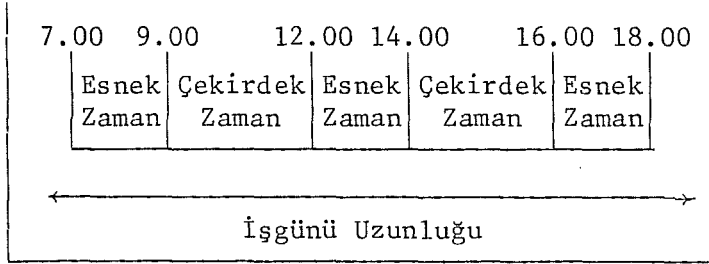 7.00 9.00 12.00 14.00 16.00 18.00
Esnek Çekirdek Esnek Çekirdek Esnek
Zaman Zaman Zaman Zaman Zaman
İşgünü Uzunluğu